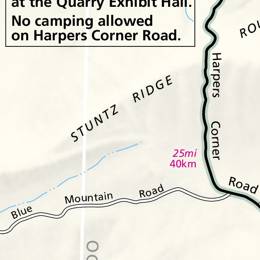 at the Quarry Exhibit Hall.
No camping allowed
on Harpers Corner Road.
STUNTZ RIDGE
Harpers Corner Road
25mi
40km
Blue Mountain Road